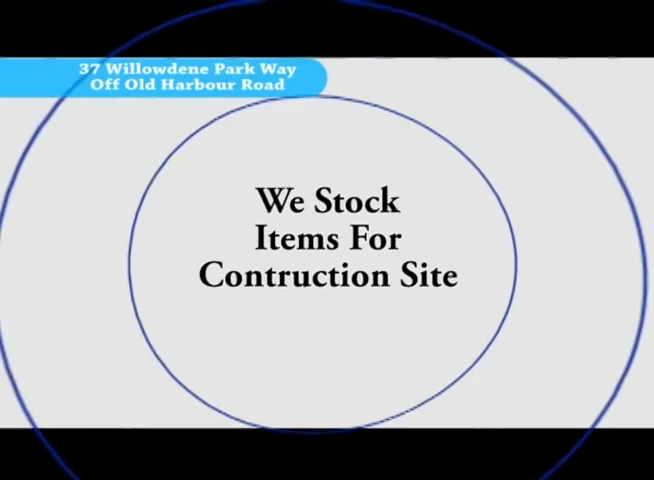 37 Willowdene Park Way
Off Old Harbour Road
We Stock
Items For
Contruction Site